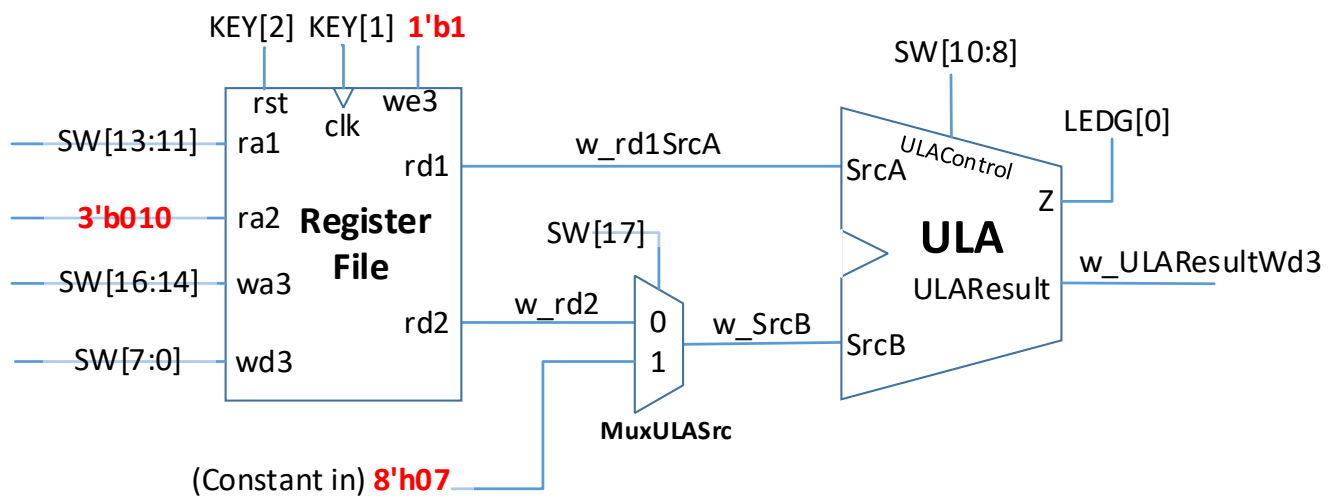 KEY[2] KEY[1] 1'b1
SW[10:8]
rst
clk
we3
SW[13:11]
ra1
3'b010
ra2
SW[16:14]
wa3
SW[7:0]
wd3
Register
File
rd1
rd2
w_rd1SrcA
w_rd2
SW[17]
0
1
MuxULASrc
w_SrcB
(Constant in) 8'h07
ULAControl
SrcA
SrcB
ULA
Z
ULAResult
LEDG[0]
w_ULAResultWd3